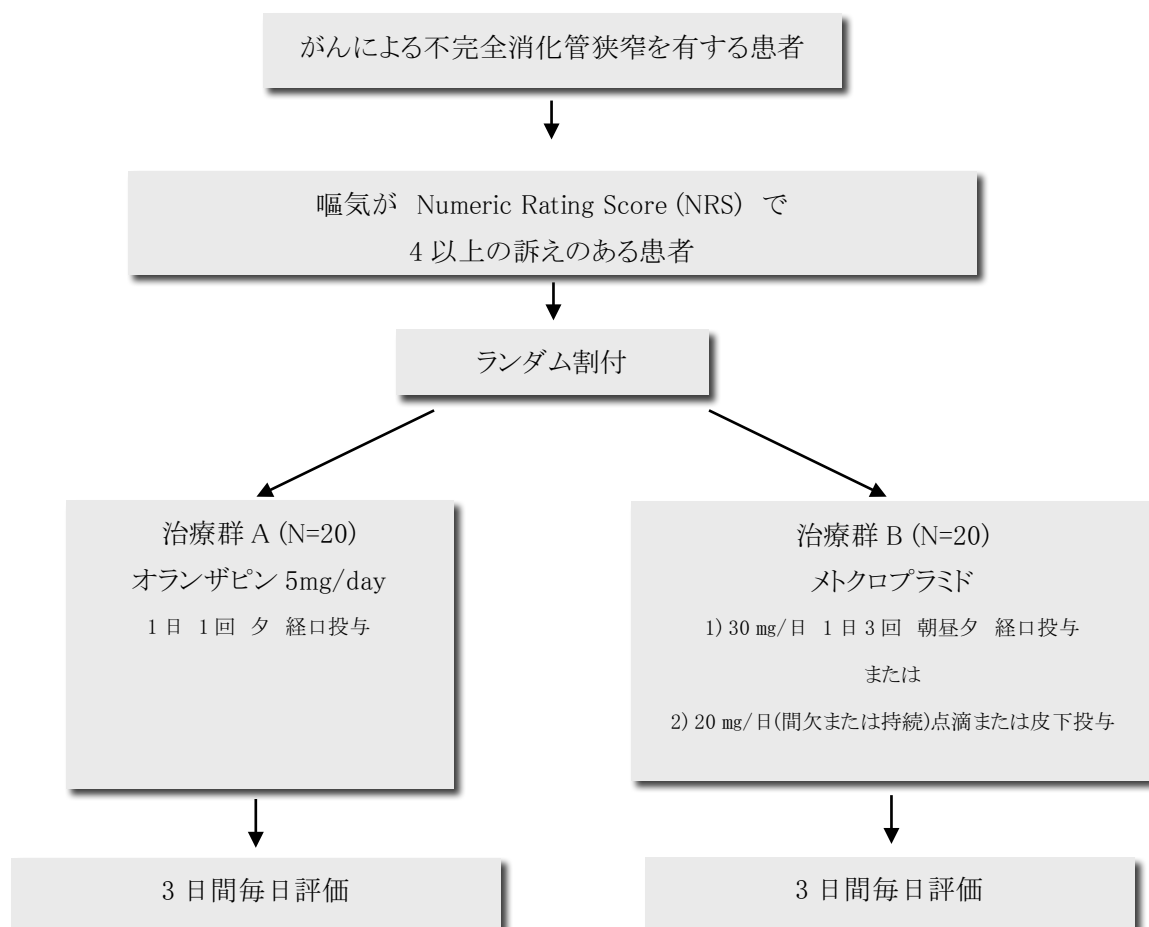 がんによる不完全消化管狭窄を有する患者
嘔気が Numeric Rating Score (NRS) で
4 以上の訴えのある患者
ランダム割付
治療群 A (N=20)
オランザピン 5mg/day
1 日 1 回 夕 経口投与
治療群 B (N=20)
メトクロプラミド
1) 30 ㎎/日 1 日 3 回 朝昼夕 経口投与
または
2) 20 ㎎/日(間欠または持続)点滴または皮下投与
3 日間毎日評価
3 日間毎日評価